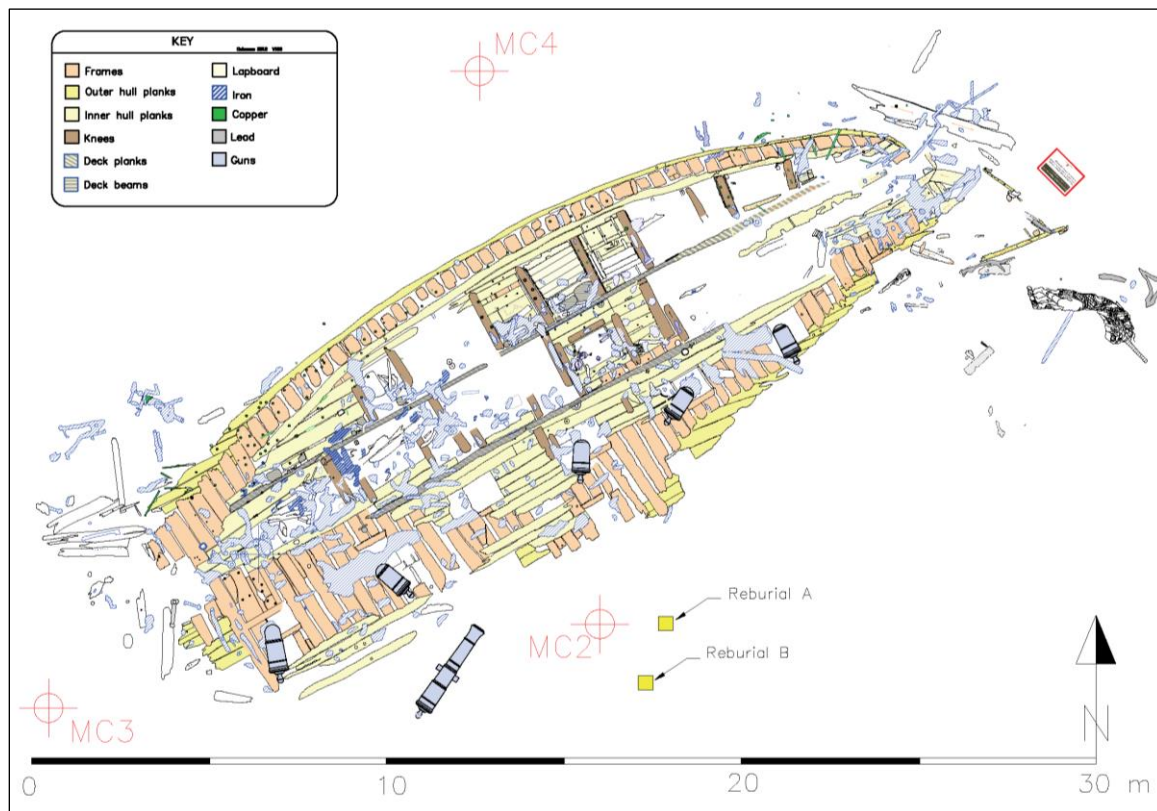 MC4
KEY
Frames
Outer hull planks
Inner hull planks
Knees
Deck planks
Deck beams
Lapboard
Iron
Copper
Lead
Guns
Reburial A
MC2
Reburial B
MC3
N
0 10 20 30 m